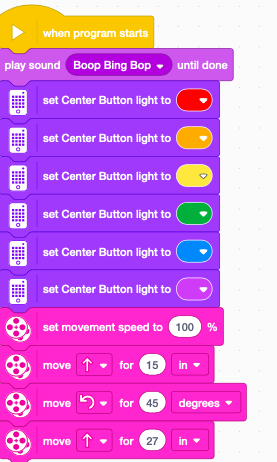 when program starts
play sound Boop Bing Bop until done
set Center Button light to
set Center Button light to
set Center Button light to
set Center Button light to
set Center Button light to
set Center Button light to
set movement speed to 100 %
move for 15 in
move for 45 degrees
move for 27 in